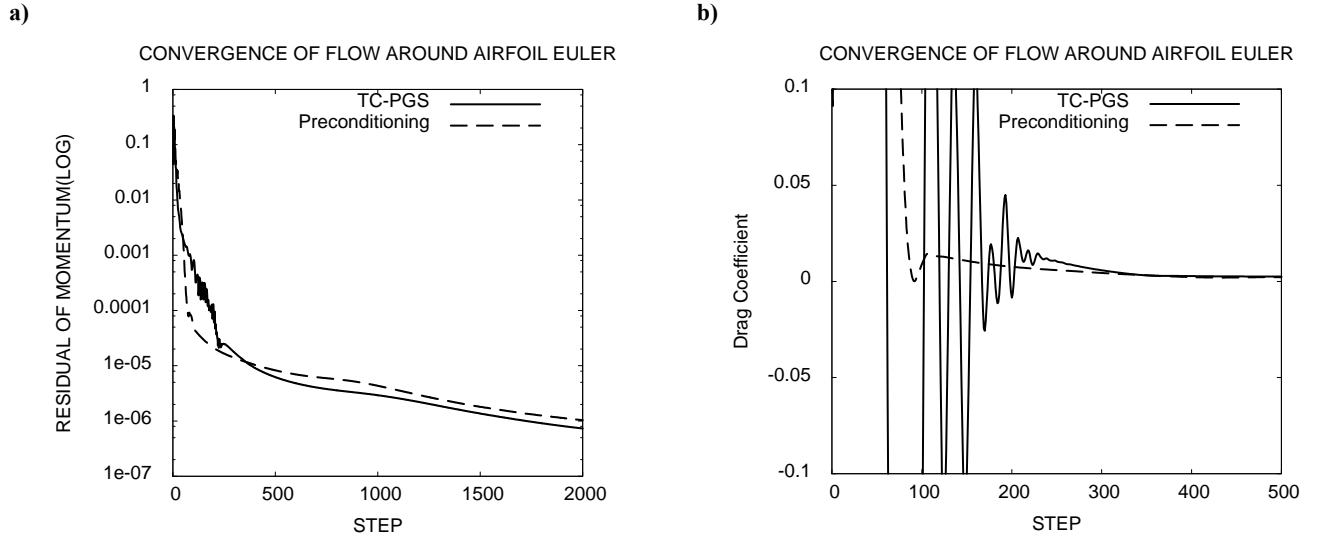 a)
CONVERGENCE OF FLOW AROUND AIRFOIL EULER
TC-PGS
Preconditioning
RESIDUAL OF MOMENTUM(LOG)
1
0.1
0.01
0.001
0.0001
1e-05
1e-06
1e-07
0
500
1000
1500
2000
STEP
b)
CONVERGENCE OF FLOW AROUND AIRFOIL EULER
TC-PGS
Preconditioning
Drag Coefficient
0.1
0.05
0
-0.05
-0.1
0
100
200
300
400
500
STEP